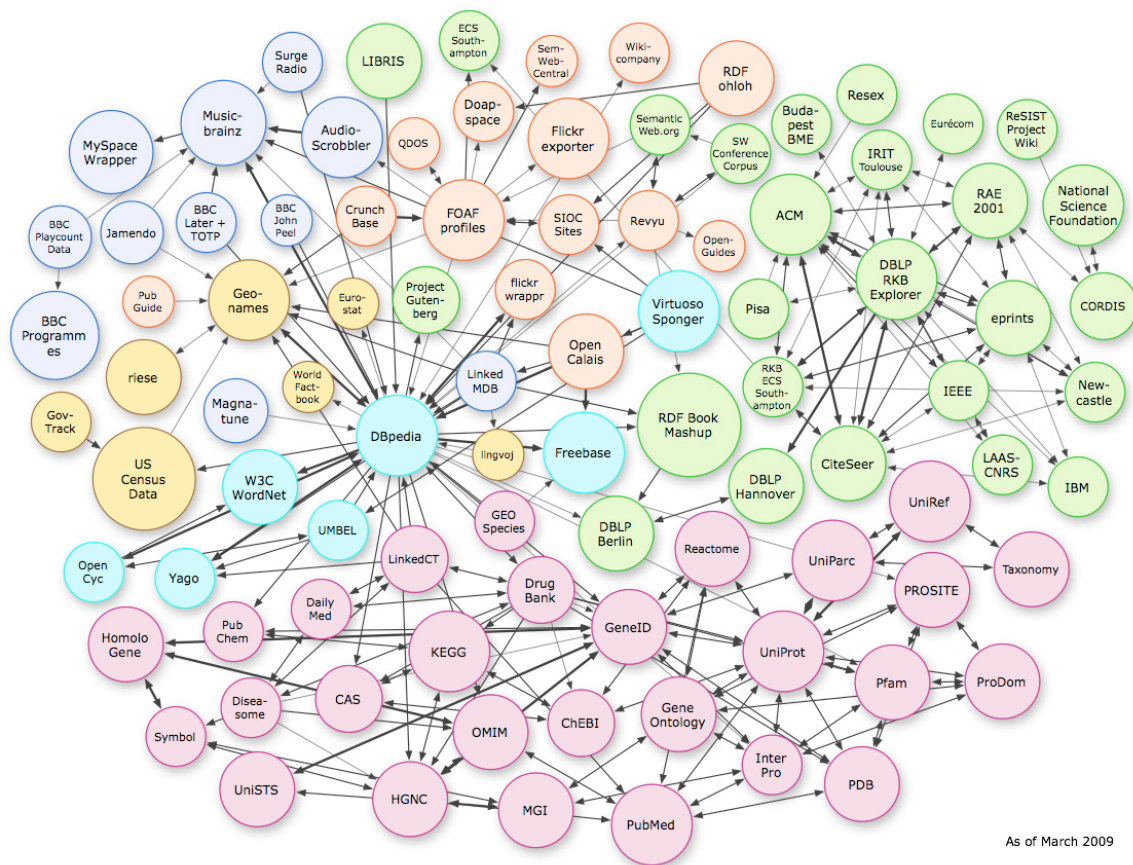 ECS
South-
ampton
Surge
Radio
LIBRIS
Sem-
Web-
Central
Wiki-
company
RDF
ohloh
Music-
brainz
Doap-
space
Resex
MySpace
Wrapper
Audio-
Scrobbler
QDOS
Flickr
exporter
Semantic
Web.org
SW
Conference
Corpus
Buda-
pest
BME
Eurécom
ReSIST
Project
Wiki
IRIT
Toulouse
RAE
2001
National
Science
Foundation
BBC
Playcount
Data
Jamendo
BBC
Later +
TOTP
BBC
John
Peel
Crunch
Base
FOAF
profiles
SIOC
Sites
Revyu
Open-
Guides
ACM
DBLP
RKB
Explorer
Pub
Guide
Geo-
names
Euro-
stat
Project
Guten-
berg
flickr
wrappr
Virtuoso
Sponger
Pisa
eprints
CORDIS
BBC
Programm
es
riese
World
Fact-
book
Linked
MDB
Open
Calais
RKB
ECS
South-
ampton
IEEE
New-
castle
Gov-
Track
Magna-
tune
DBpedia
RDF Book
Mashup
US
Census
Data
W3C
WordNet
lingvoj
Freebase
DBLP
Hannover
CiteSeer
LAAS-
CNRS
IBM
UMBEL
GEO
Species
DBLP
Berlin
UniRef
Open
Cyc
Yago
LinkedCT
Reactome
UniParc
Taxonomy
Daily
Med
Drug
Bank
PROSITE
Homolo
Gene
Pub
Chem
KEGG
GeneID
UniProt
Pfam
ProDom
Disea-
some
CAS
ChEBI
Gene
Ontology
Symbol
OMIM
Inter
Pro
UniSTS
HGNC
MGI
PubMed
PDB
As of March 2009